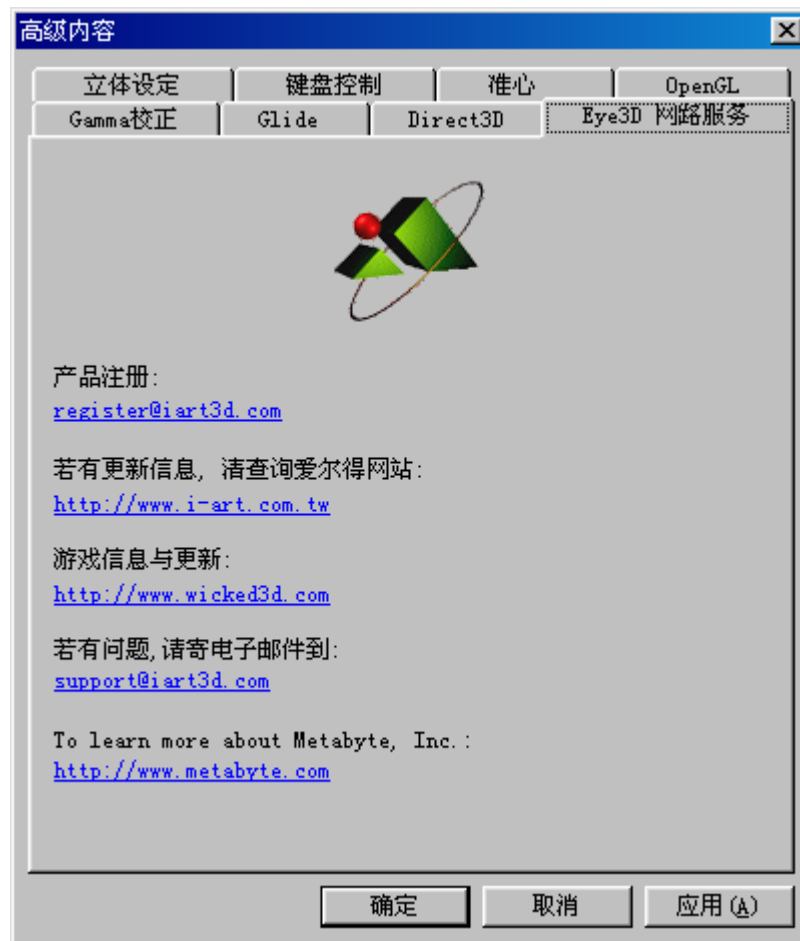 高级内容
立体设定 键盘控制 准心 OpenGL
Gamma校正 Glide Direct3D Eye3D 网路服务
产品注册:
register@iart3d.com
若有更新信息, 请查询爱尔得网站:
http://www.i-art.com.tw
游戏信息与更新:
http://www.wicked3d.com
若有问题,请寄电子邮件到:
support@iart3d.com
To learn more about Metabyte, Inc.:
http://www.metabyte.com
确定 取消 应用(A)